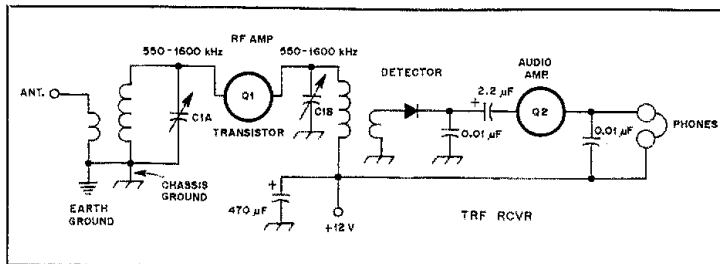 RF AMP
550-1600 kHz
550-1600 kHz
ANT.
Q1
C1A
TRANSISTOR
C1B
DETECTOR
AUDIO
AMP.
2.2 µF
+
Q2
0.01 µF
0.01 µF
PHONES
EARTH
GROUND
CHASSIS
GROUND
+
470 µF
+12 V
TRF RCVR